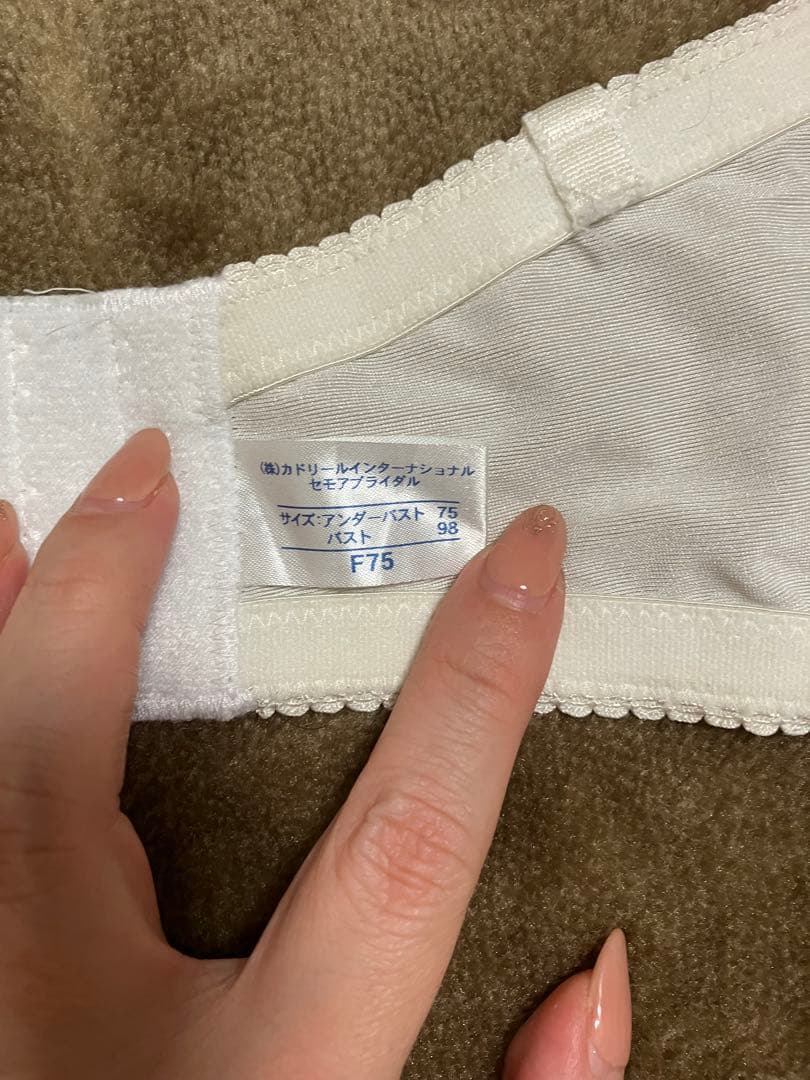 (株)カドリールインターナショナル
セモアブライダル
サイズ:アンダーバスト 75
バスト 98
F75